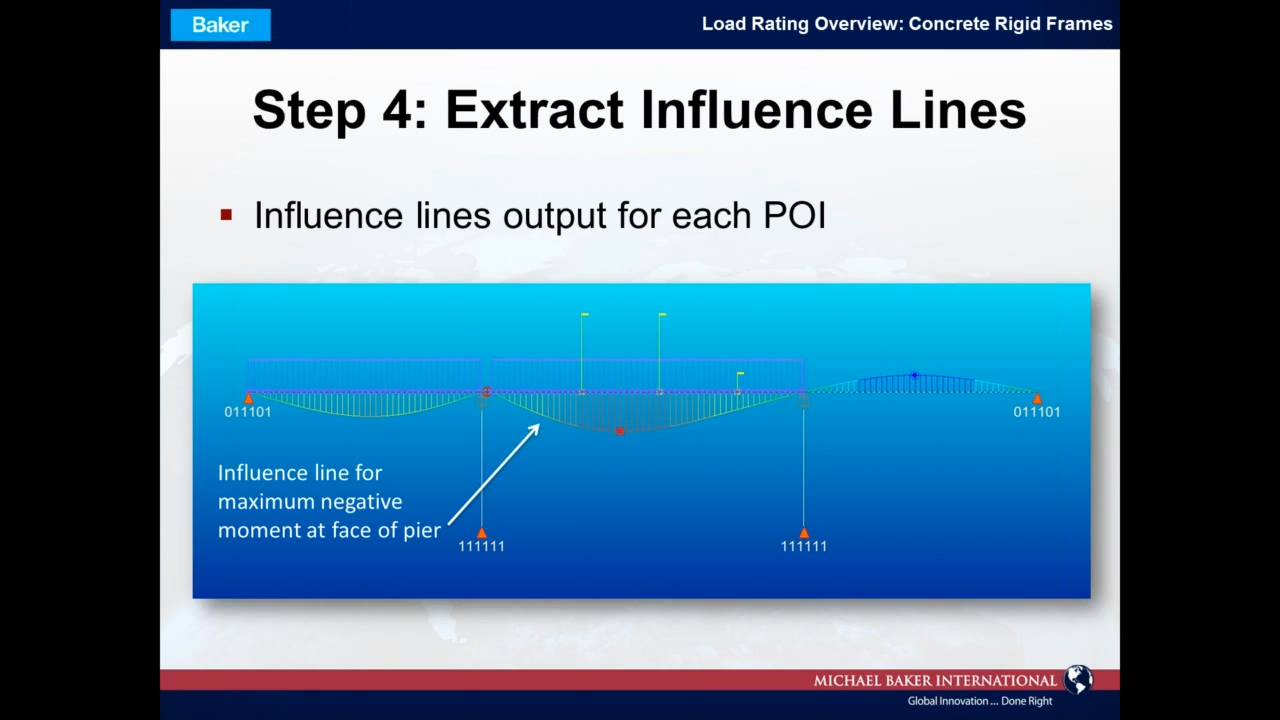 Baker
Load Rating Overview: Concrete Rigid Frames
Step 4: Extract Influence Lines
Influence lines output for each POI
011101
011101
Influence line for
maximum negative
moment at face of pier
111111
111111
MICHAEL BAKER INTERNATIONAL
Global Innovation ... Done Right